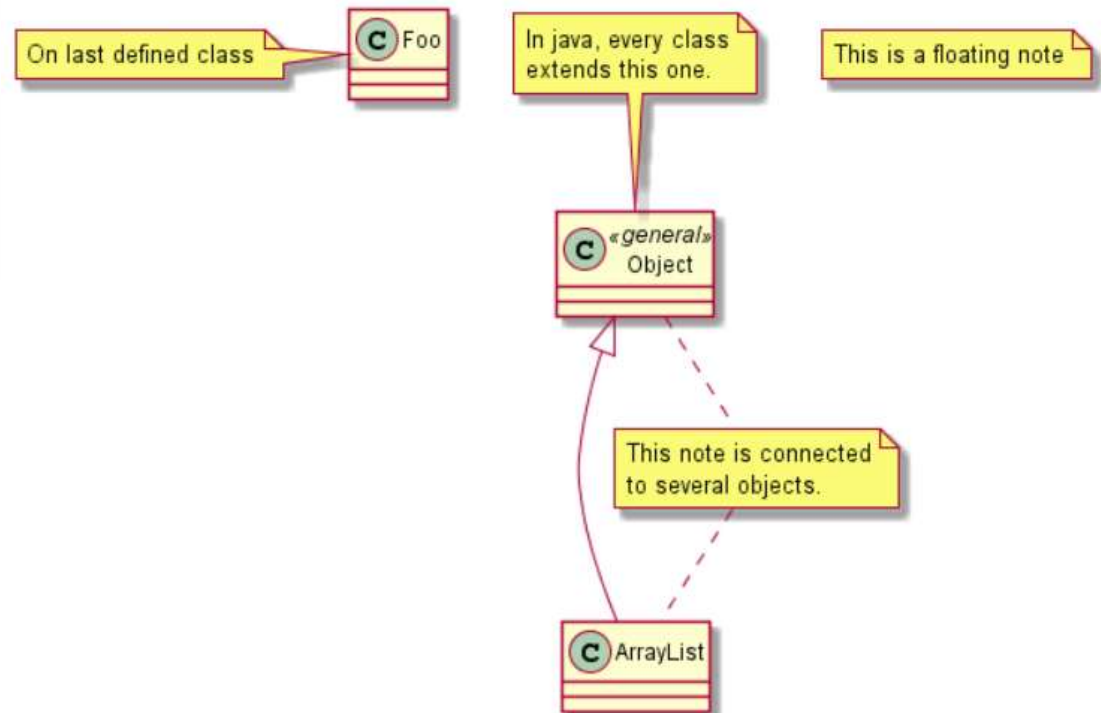 On last defined class
C Foo
In java, every class
extends this one.
This is a floating note
C «general»
Object
This note is connected
to several objects.
C ArrayList